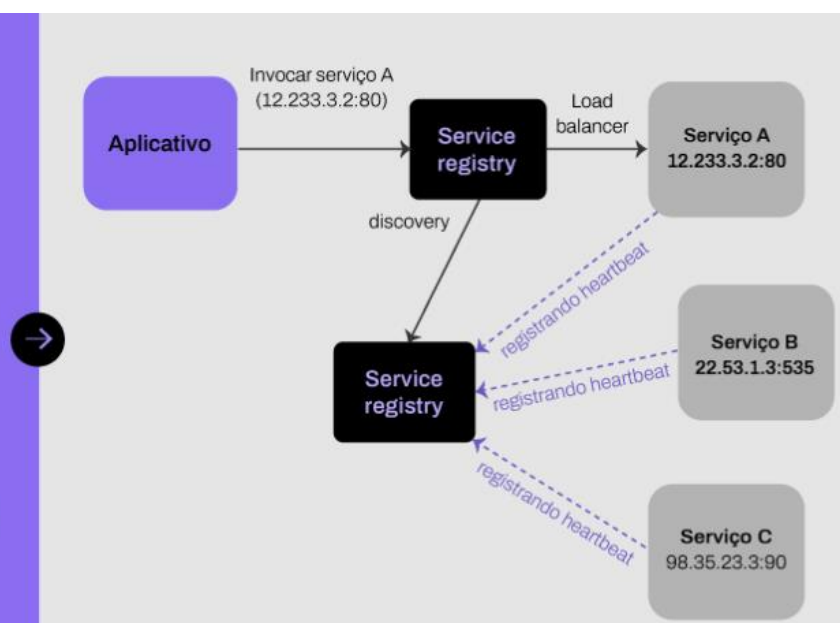 Invocar serviço A
(12.233.3.2:80)
Aplicativo
Service
registry
Load
balancer
Serviço A
12.233.3.2:80
discovery
registrando heartbeat
Service
registry
registrando heartbeat
Serviço B
22.53.1.3:535
registrando heartbeat
Serviço C
98.35.23.3:90